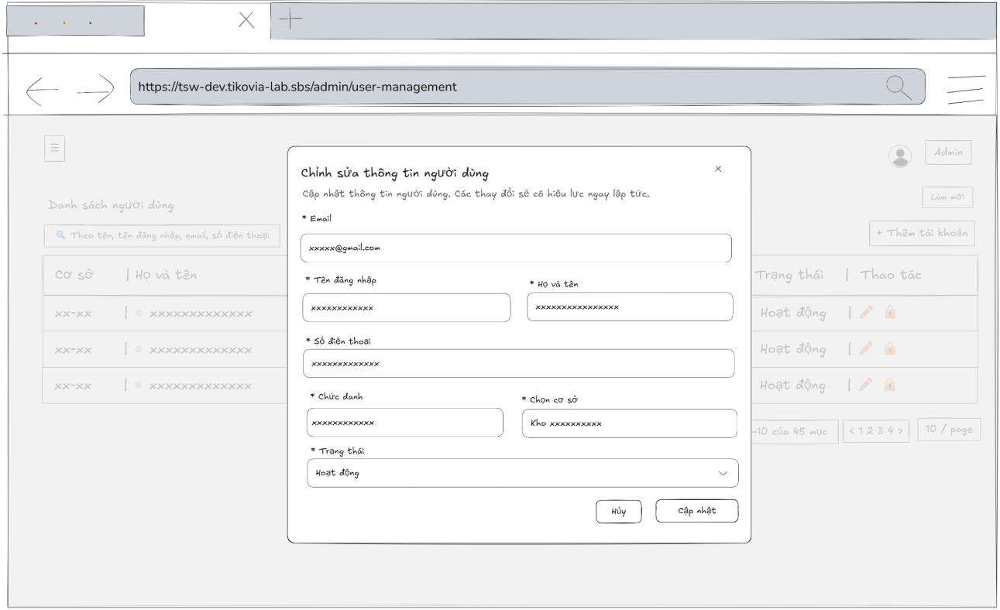 https://tsw-dev.tikovia-lab.sbs/admin/user-management
Admin
Làm mới
Danh sách người dùng
Theo tên, tên đăng nhập, email, số điện thoại
+ Thêm tài khoản
Cơ sở | Họ và tên
Trạng thái | Thao tác
xx-xx | xxxxxxxxxxxxx
Hoạt động |
xx-xx | xxxxxxxxxxxxx
Hoạt động |
xx-xx | xxxxxxxxxxxxx
Hoạt động |
-10 của 45 mục
< 1 2 3 4 >
10 / page
Chỉnh sửa thông tin người dùng
Cập nhật thông tin người dùng. Các thay đổi sẽ có hiệu lực ngay lập tức.
* Email
xxxxx@gmail.com
* Tên đăng nhập
* Họ và tên
xxxxxxxxxxxx
xxxxxxxxxxxxxxxx
* Số điện thoại
xxxxxxxxxxxxx
* Chức danh
* Chọn cơ sở
xxxxxxxxxxxx
Kho xxxxxxxxxx
* Trạng thái
Hoạt động
Hủy
Cập nhật